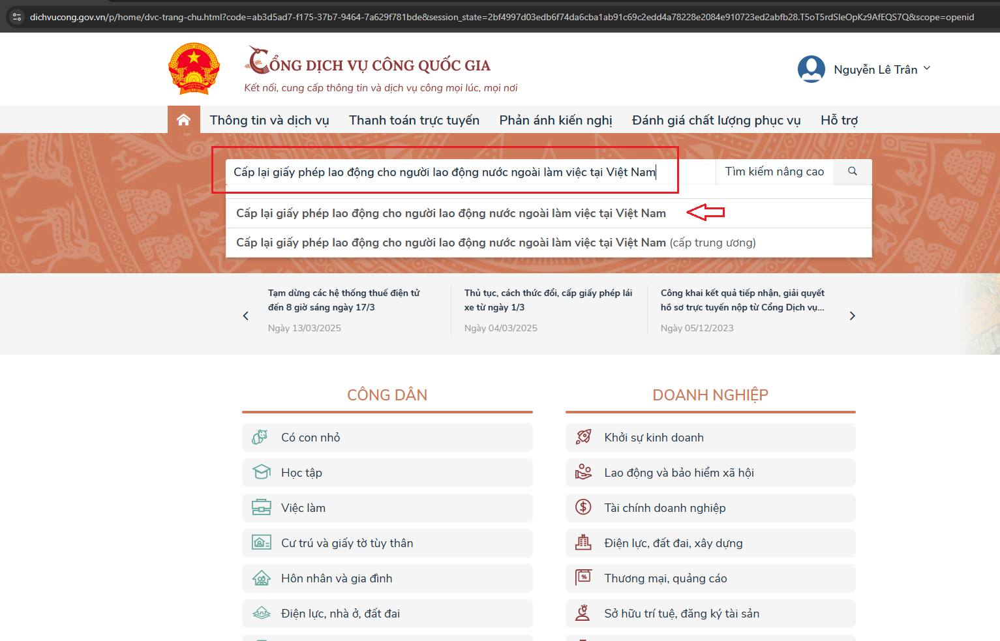 dichvucong.gov.vn/p/home/dvc-trang-chu.html?code=ab3d5ad7-f175-37b7-9464-7a629f781bde&session_state=2bf4997d03edb6f74da6cba1ab91c69c2edd4a78228e2084e910723ed2abfb28.T5oT5rdSIeOpKz9AfEQS7Q&scope=openid
CỔNG DỊCH VỤ CÔNG QUỐC GIA
Kết nối, cung cấp thông tin và dịch vụ công mọi lúc, mọi nơi
Nguyễn Lê Trân
Thông tin và dịch vụ Thanh toán trực tuyến Phản ánh kiến nghị Đánh giá chất lượng phục vụ Hỗ trợ
Cấp lại giấy phép lao động cho người lao động nước ngoài làm việc tại Việt Nam Tìm kiếm nâng cao
Cấp lại giấy phép lao động cho người lao động nước ngoài làm việc tại Việt Nam
Cấp lại giấy phép lao động cho người lao động nước ngoài làm việc tại Việt Nam (cấp trung ương)
Tạm dừng các hệ thống thuế điện tử
đến 8 giờ sáng ngày 17/3
Ngày 13/03/2025
Thủ tục, cách thức đổi, cấp giấy phép lái
xe từ ngày 1/3
Ngày 04/03/2025
Công khai kết quả tiếp nhận, giải quyết
hồ sơ trực tuyến nộp từ Cổng Dịch vụ...
Ngày 05/12/2023
CÔNG DÂN
Có con nhỏ
Học tập
Việc làm
Cư trú và giấy tờ tùy thân
Hôn nhân và gia đình
Điện lực, nhà ở, đất đai
DOANH NGHIỆP
Khởi sự kinh doanh
Lao động và bảo hiểm xã hội
Tài chính doanh nghiệp
Điện lực, đất đai, xây dựng
Thương mại, quảng cáo
Sở hữu trí tuệ, đăng ký tài sản